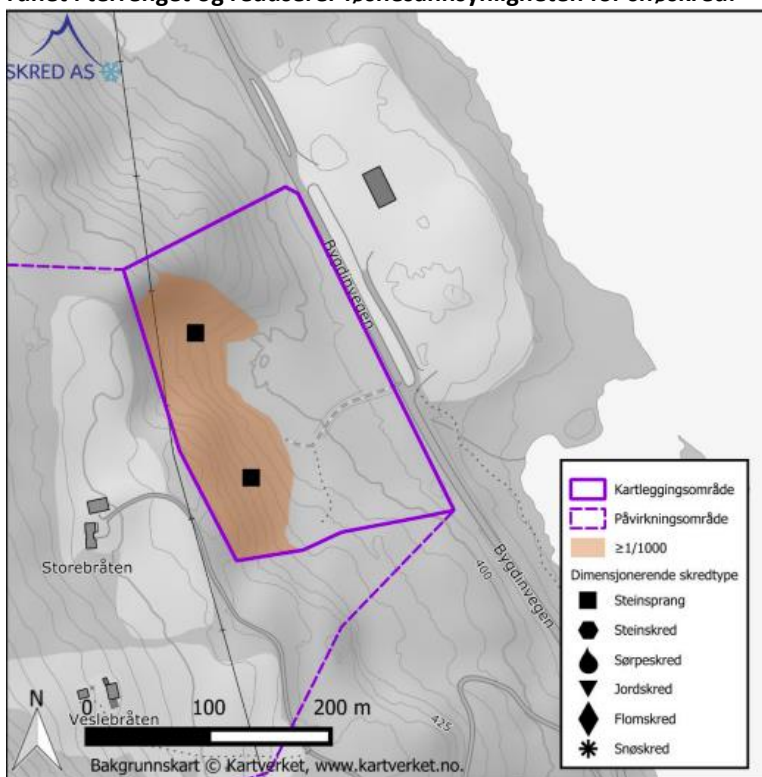 SKRED AS
Bygdinvegen
Storebråten
Veslebråten
400
Bygdinvegen
425
N
0 100 200 m
Bakgrunnskart © Kartverket, www.kartverket.no.
Kartleggingsområde
Påvirkningsområde
≥1/1000
Dimensjonerende skredtype
Steinsprang
Steinskred
Sørpeskred
Jordskred
Flomskred
Snøskred